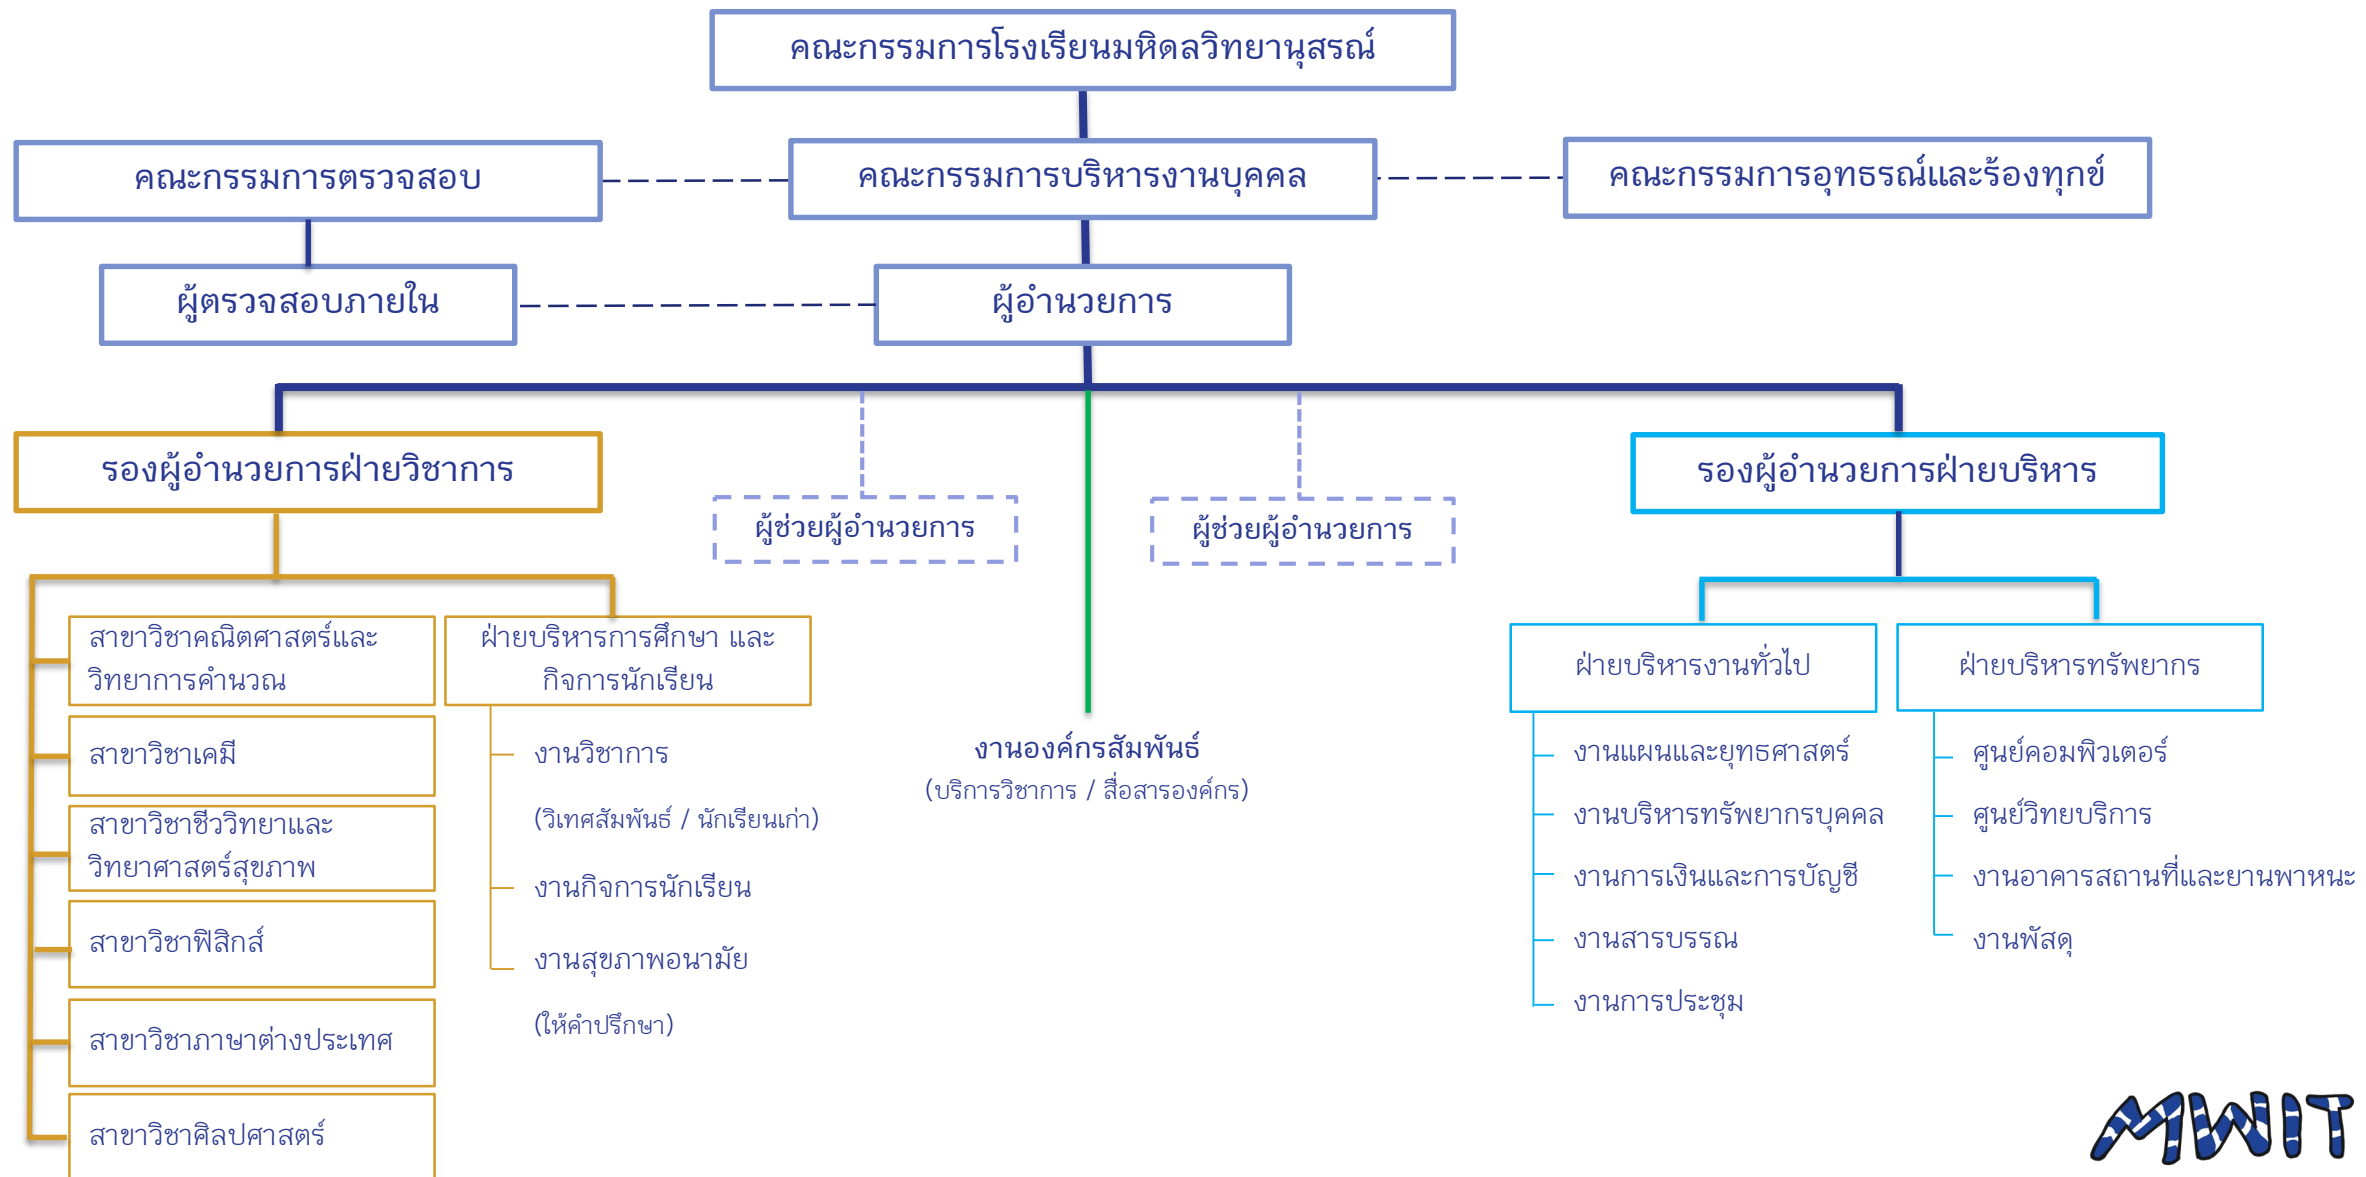 คณะกรรมการโรงเรียนมหิดลวิทยานุสรณ์
คณะกรรมการตรวจสอบ
คณะกรรมการบริหารงานบุคคล
คณะกรรมการอุทธรณ์และร้องทุกข์
ผู้ตรวจสอบภายใน
ผู้อำนวยการ
รองผู้อำนวยการฝ่ายวิชาการ
ผู้ช่วยผู้อำนวยการ
ผู้ช่วยผู้อำนวยการ
รองผู้อำนวยการฝ่ายบริหาร
สาขาวิชาคณิตศาสตร์และ
วิทยาการคำนวณ
สาขาวิชาเคมี
สาขาวิชาชีววิทยาและ
วิทยาศาสตร์สุขภาพ
สาขาวิชาฟิสิกส์
สาขาวิชาภาษาต่างประเทศ
สาขาวิชาศิลปศาสตร์
ฝ่ายบริหารการศึกษา และ
กิจการนักเรียน
งานวิชาการ
(วิเทศสัมพันธ์ / นักเรียนเก่า)
งานกิจการนักเรียน
งานสุขภาพอนามัย
(ให้คำปรึกษา)
งานองค์กรสัมพันธ์
(บริการวิชาการ / สื่อสารองค์กร)
ฝ่ายบริหารงานทั่วไป
งานแผนและยุทธศาสตร์
งานบริหารทรัพยากรบุคคล
งานการเงินและการบัญชี
งานสารบรรณ
งานการประชุม
ฝ่ายบริหารทรัพยากร
ศูนย์คอมพิวเตอร์
ศูนย์วิทยบริการ
งานอาคารสถานที่และยานพาหนะ
งานพัสดุ
MWIT